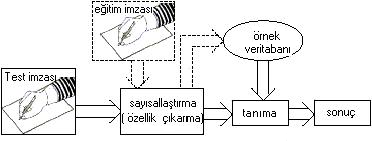 eğitim imzası
örnek
veritabanı
Test imzası
sayısallaştırma
( özellik çıkarma)
tanıma
sonuç